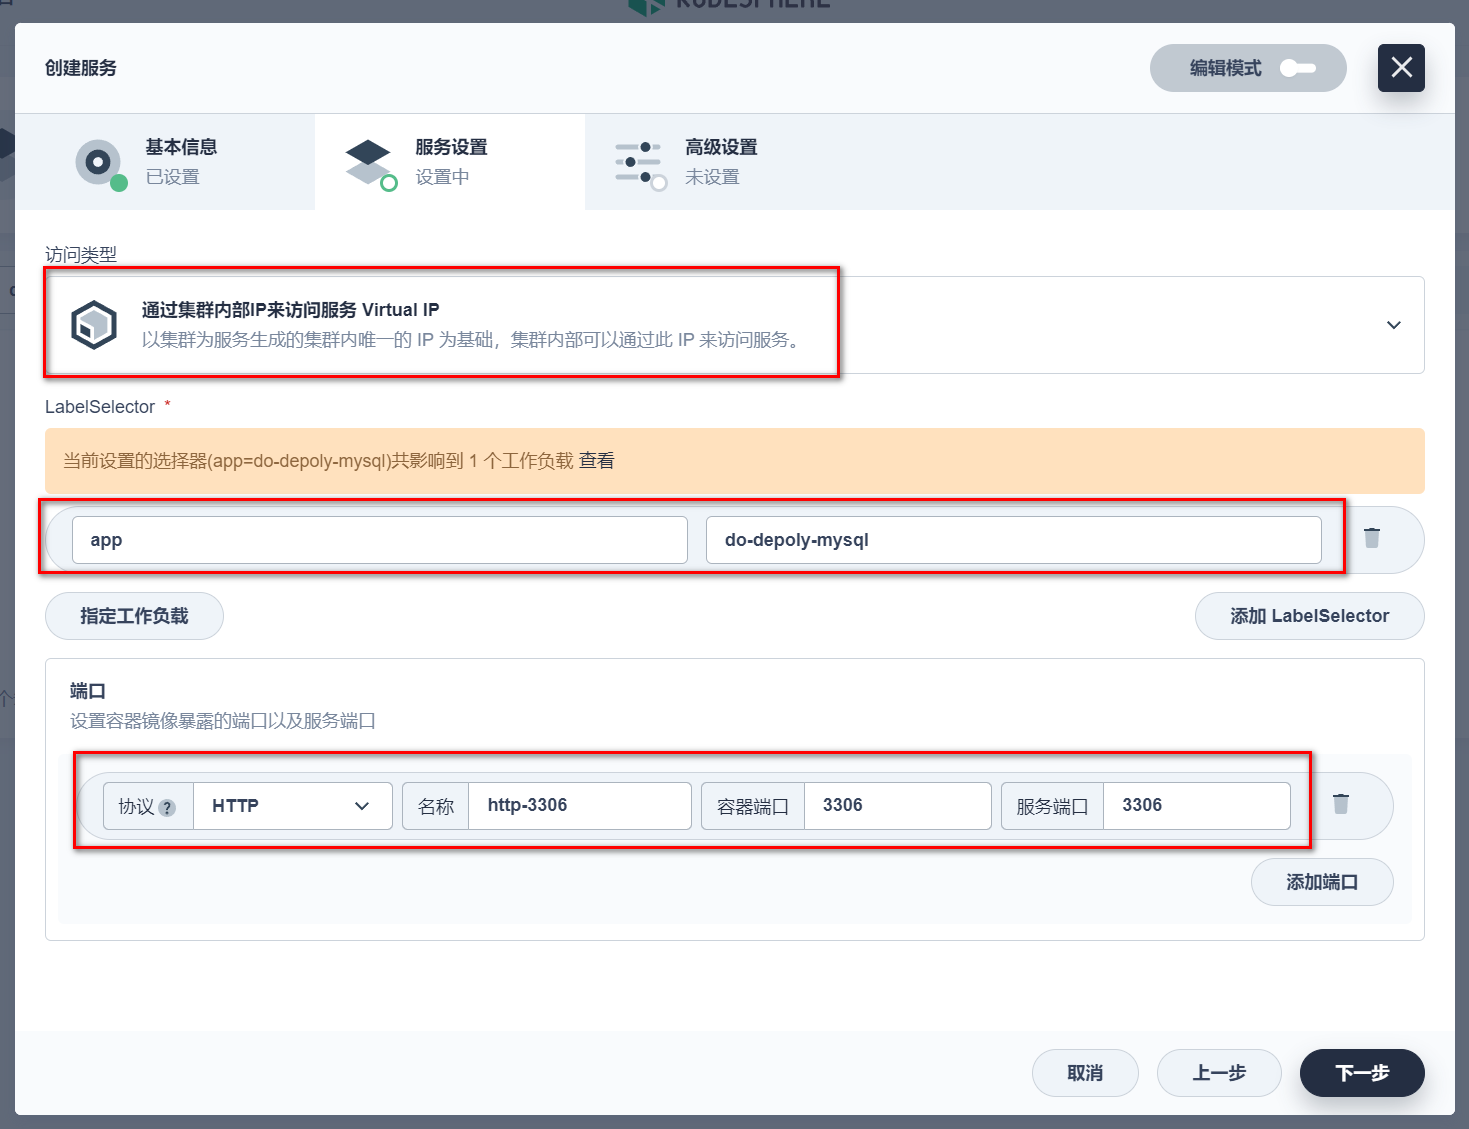 KUBESPHERE
创建服务
编辑模式
基本信息
已设置
服务设置
设置中
高级设置
未设置
访问类型
通过集群内部IP来访问服务 Virtual IP
以集群为服务生成的集群内唯一的 IP 为基础，集群内部可以通过此 IP 来访问服务。
LabelSelector *
当前设置的选择器(app=do-depoly-mysql)共影响到 1 个工作负载 查看
app do-depoly-mysql
指定工作负载 添加 LabelSelector
端口
设置容器镜像暴露的端口以及服务端口
协议 ? HTTP 名称 http-3306 容器端口 3306 服务端口 3306
添加端口
取消 上一步 下一步